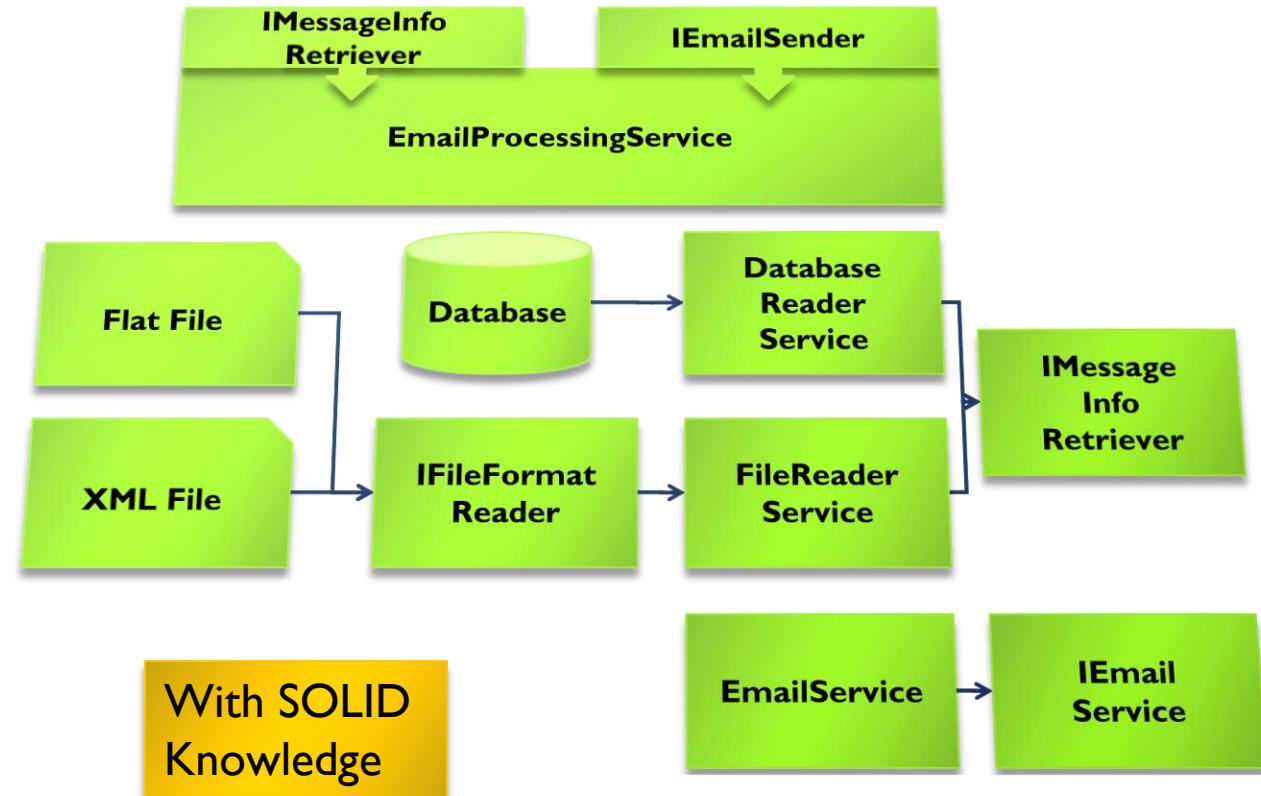 IMessageInfo
Retriever
IEmailSender
EmailProcessingService
Flat File
Database
Database
Reader
Service
IMessage
Info
Retriever
XML File
IFileFormat
Reader
FileReader
Service
EmailService
IEmail
Service
With SOLID
Knowledge